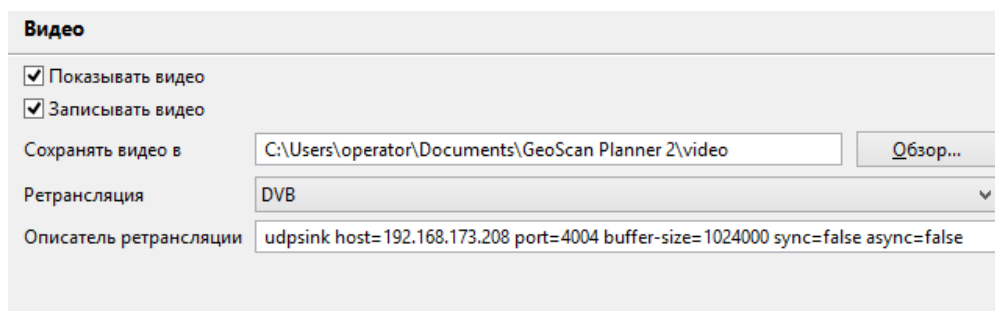 Видео
Показывать видео
Записывать видео
Сохранять видео в C:\Users\operator\Documents\GeoScan Planner 2\video Обзор...
Ретрансляция DVB
Описатель ретрансляции udpsink host=192.168.173.208 port=4004 buffer-size=1024000 sync=false async=false